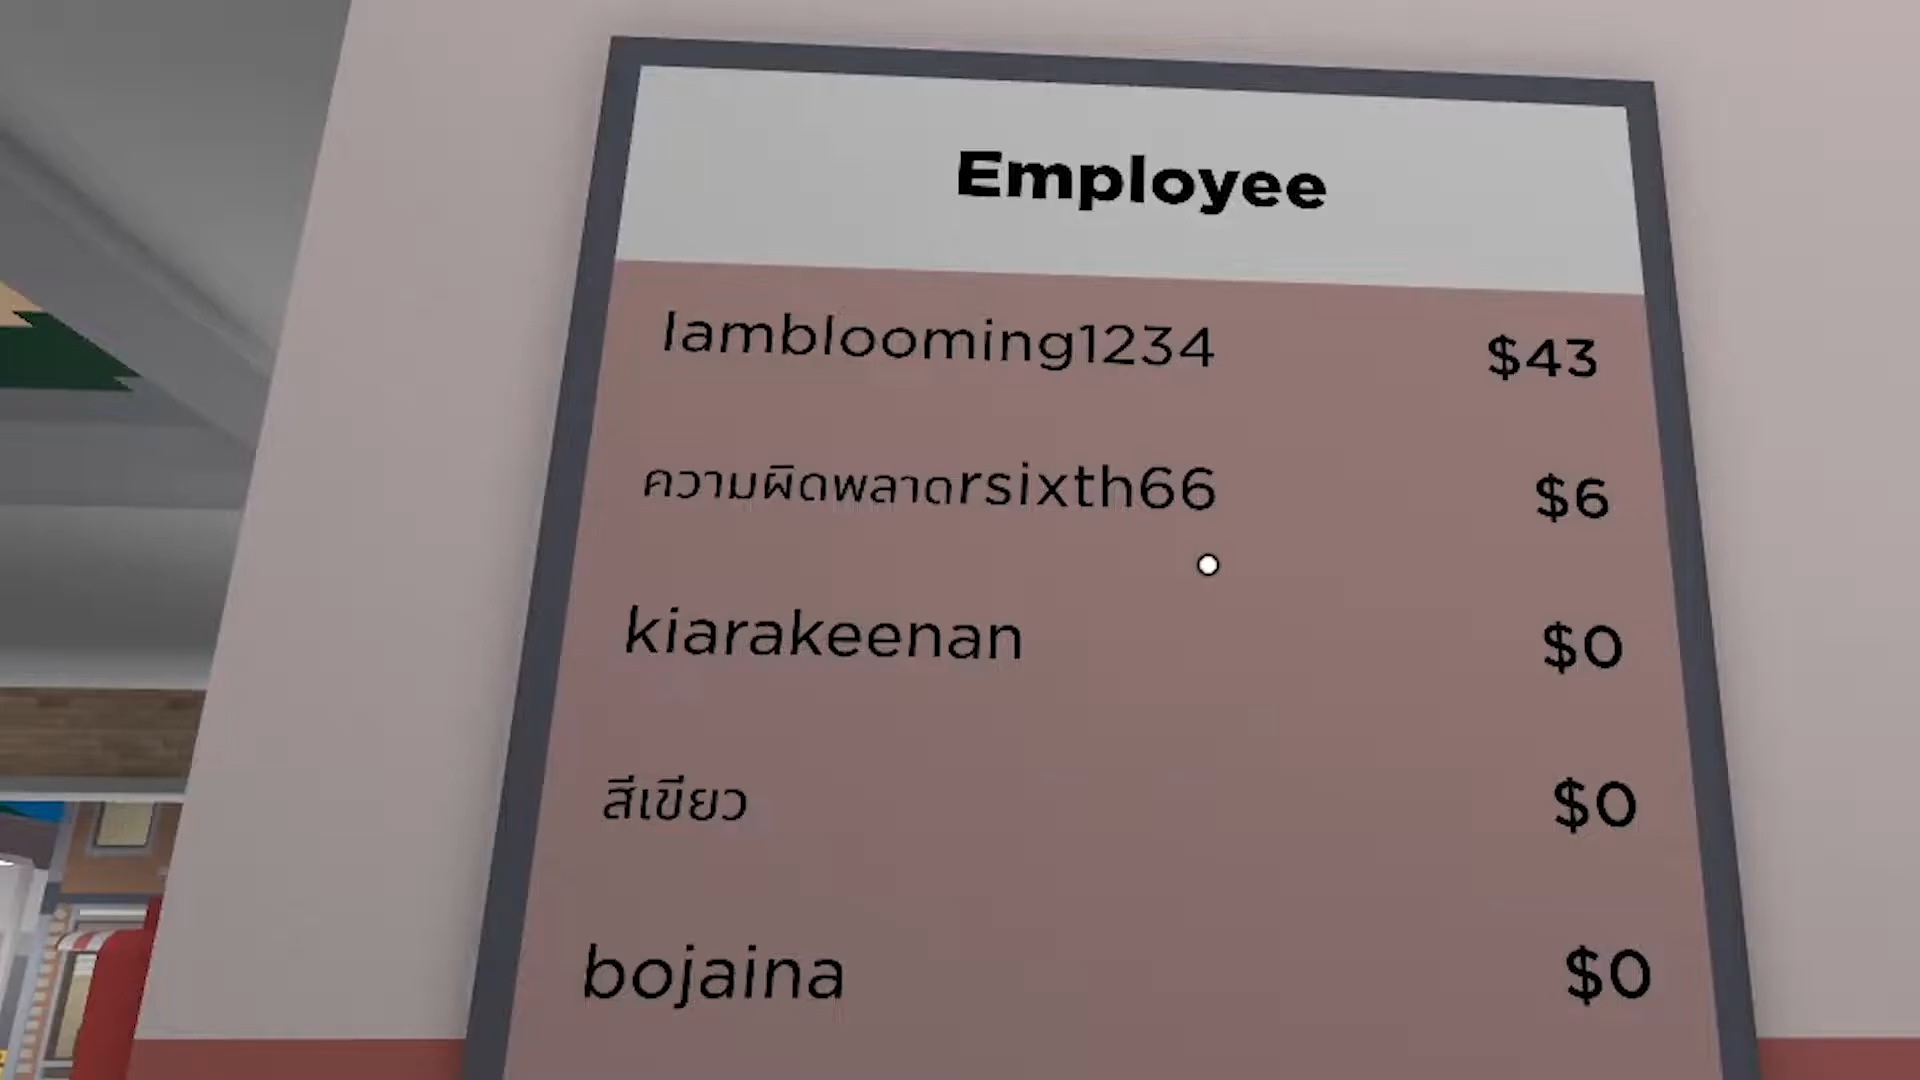 Employee
Iamblooming1234 $43
ความผิดพลาดrsixth66 $6
kiarakeenan $0
สีเขียว $0
bojaina $0